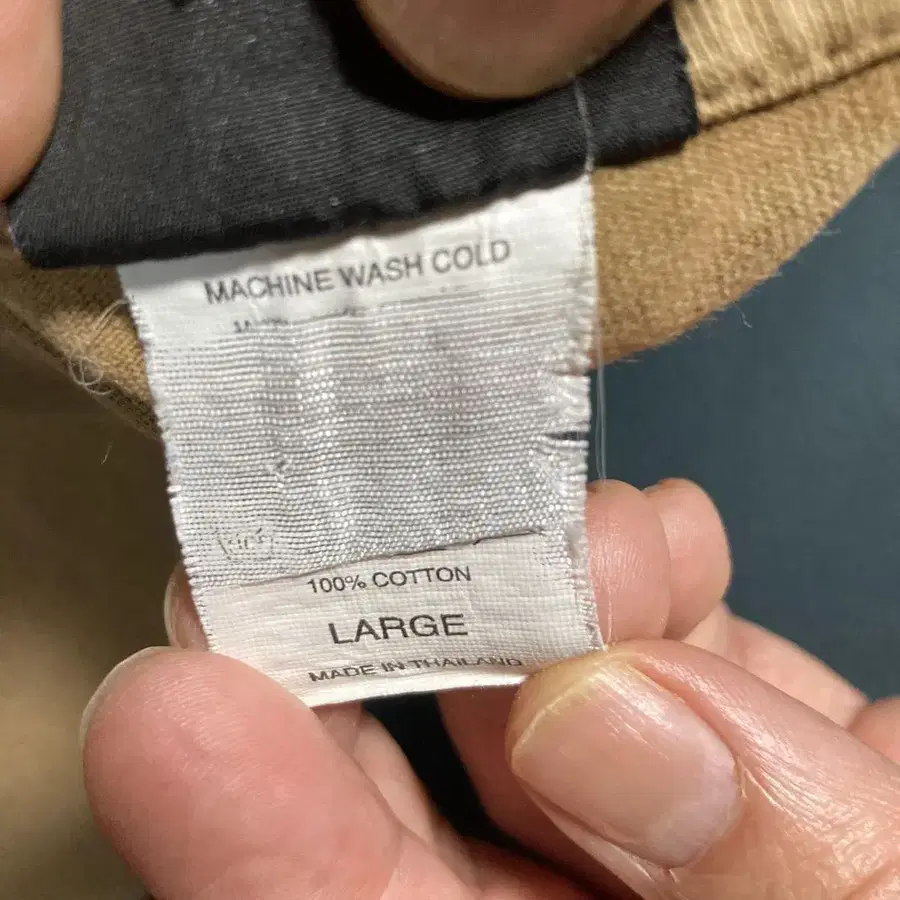 MACHINE WASH COLD
100% COTTON
LARGE
MADE IN THAILAND